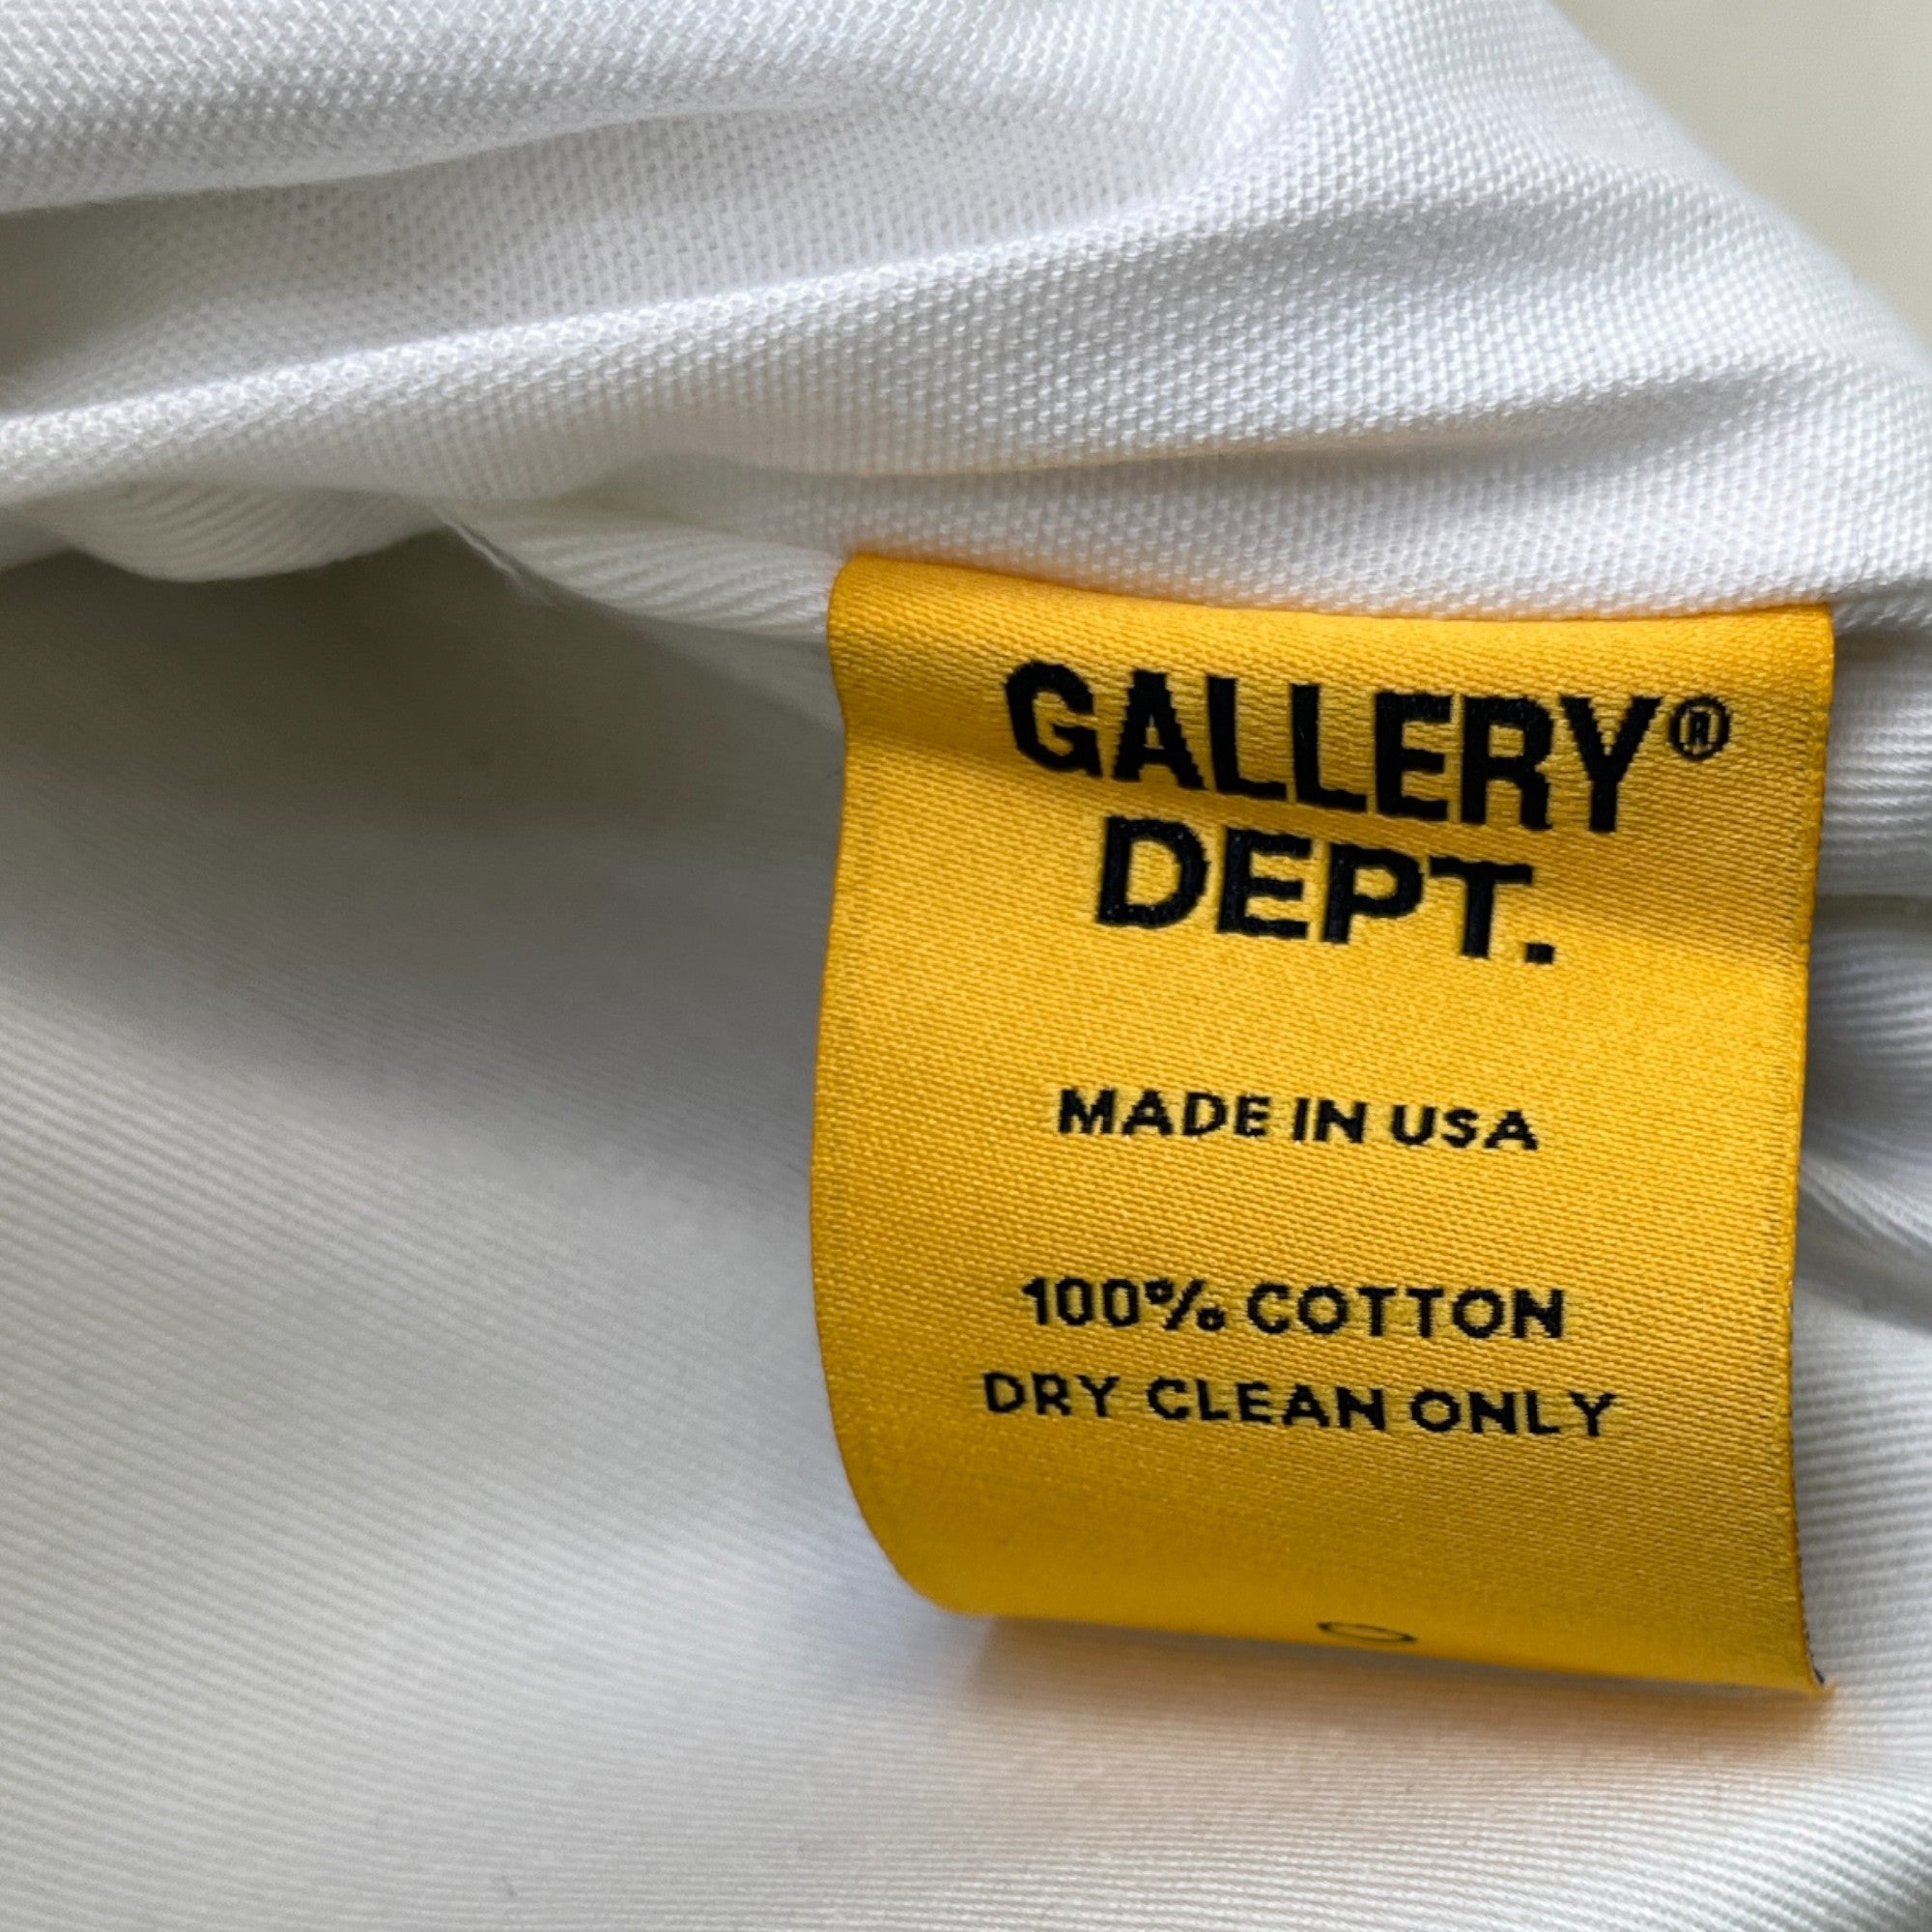 GALLERY®
DEPT.
MADE IN USA
100% COTTON
DRY CLEAN ONLY